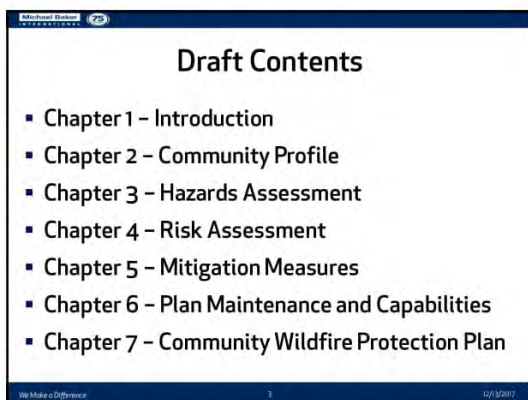 Michael Baker
INTERNATIONAL
75
Draft Contents
▪ Chapter 1 – Introduction
▪ Chapter 2 – Community Profile
▪ Chapter 3 – Hazards Assessment
▪ Chapter 4 – Risk Assessment
▪ Chapter 5 – Mitigation Measures
▪ Chapter 6 – Plan Maintenance and Capabilities
▪ Chapter 7 – Community Wildfire Protection Plan
We Make a Difference 3 12/13/2017